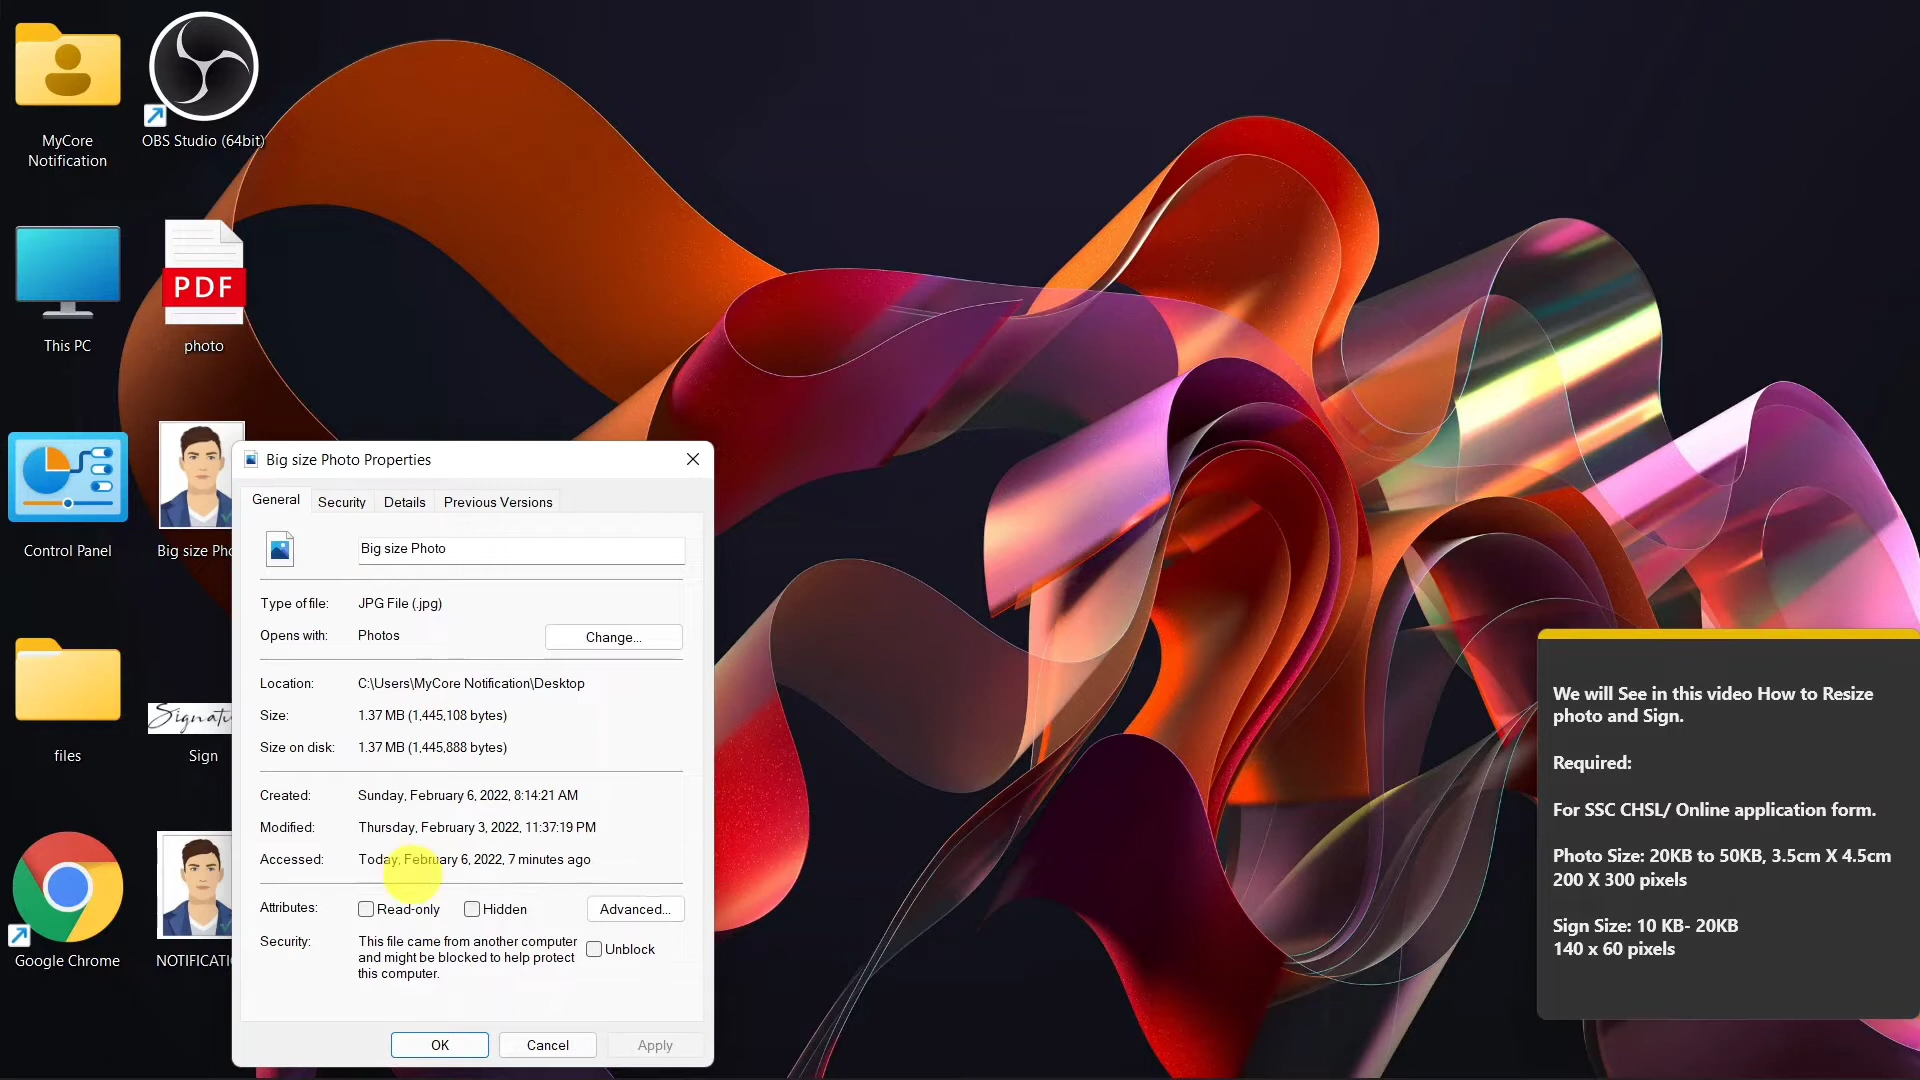 MyCore
Notification
OBS Studio (64bit)
This PC
PDF
photo
Control Panel
Big size Pho
files
Signatu
Sign
Google Chrome
NOTIFICATI
Big size Photo Properties
General
Security
Details
Previous Versions
Big size Photo
Type of file: JPG File (.jpg)
Opens with: Photos
Change...
Location: C:\Users\MyCore Notification\Desktop
Size: 1.37 MB (1,445,108 bytes)
Size on disk: 1.37 MB (1,445,888 bytes)
Created: Sunday, February 6, 2022, 8:14:21 AM
Modified: Thursday, February 3, 2022, 11:37:19 PM
Accessed: Today, February 6, 2022, 7 minutes ago
Attributes: Read-only Hidden Advanced...
Security: This file came from another computer
and might be blocked to help protect
this computer.
Unblock
OK
Cancel
Apply
We will See in this video How to Resize
photo and Sign.
Required:
For SSC CHSL/ Online application form.
Photo Size: 20KB to 50KB, 3.5cm X 4.5cm
200 X 300 pixels
Sign Size: 10 KB- 20KB
140 x 60 pixels